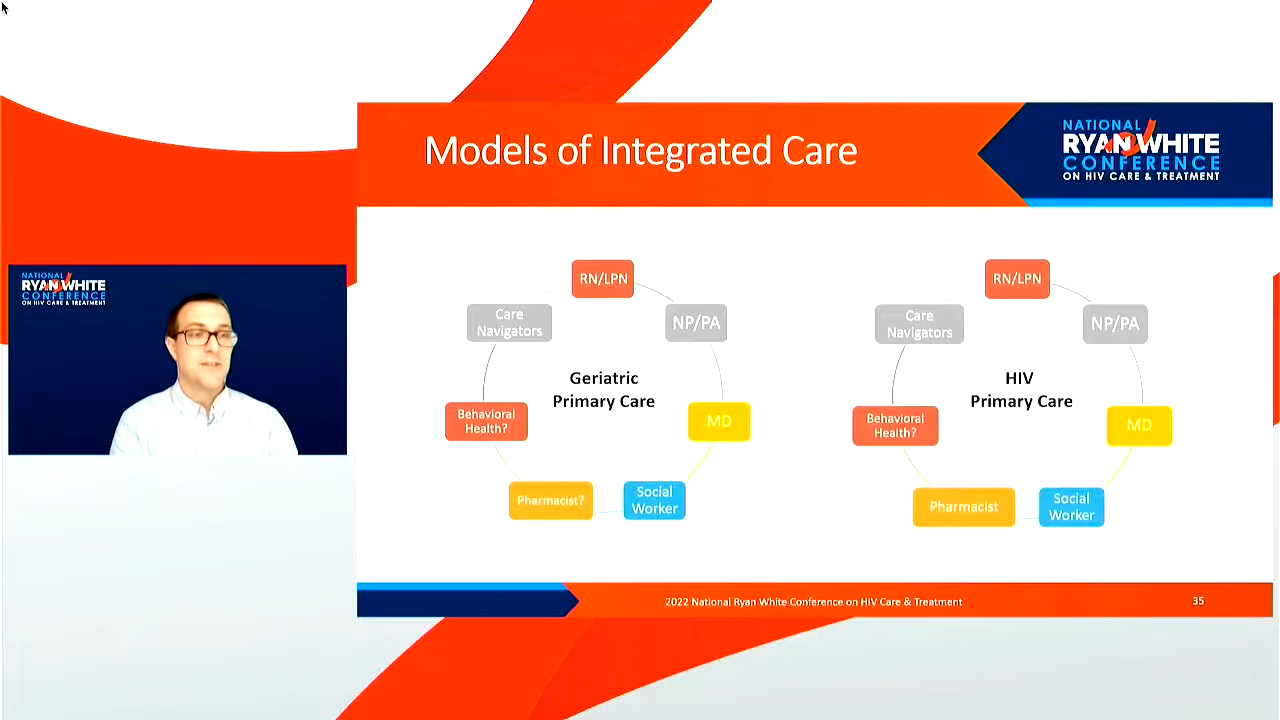 Models of Integrated Care
NATIONAL
RYAN WHITE
CONFERENCE
ON HIV CARE & TREATMENT
NATIONAL
RYAN WHITE
CONFERENCE
ON HIV CARE & TREATMENT
RN/LPN
Care
Navigators
NP/PA
Geriatric
Primary Care
Behavioral
Health?
MD
Pharmacist?
Social
Worker
RN/LPN
Care
Navigators
NP/PA
HIV
Primary Care
Behavioral
Health?
MD
Pharmacist
Social
Worker
2022 National Ryan White Conference on HIV Care & Treatment
35